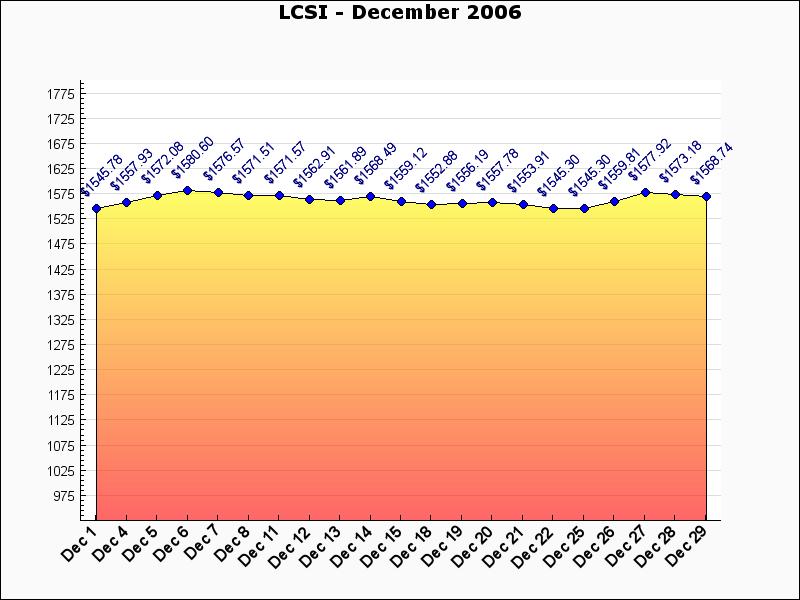 LCSI - December 2006
1775
1725
1675
1625
1575
1525
1475
1425
1375
1325
1275
1225
1175
1125
1075
1025
975
$1545.78
$1557.93
$1572.08
$1580.60
$1576.57
$1571.51
$1571.57
$1562.91
$1561.89
$1568.49
$1559.12
$1552.88
$1556.19
$1557.78
$1553.91
$1545.30
$1545.30
$1559.81
$1577.92
$1573.18
$1568.74
Dec 1
Dec 4
Dec 5
Dec 6
Dec 7
Dec 8
Dec 11
Dec 12
Dec 13
Dec 14
Dec 15
Dec 18
Dec 19
Dec 20
Dec 21
Dec 22
Dec 25
Dec 26
Dec 27
Dec 28
Dec 29